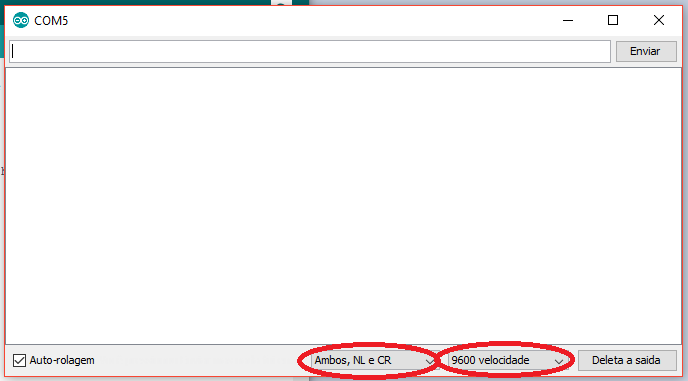 COM5
Enviar
Auto-rolagem
Ambos, NL e CR
9600 velocidade
Deleta a saida